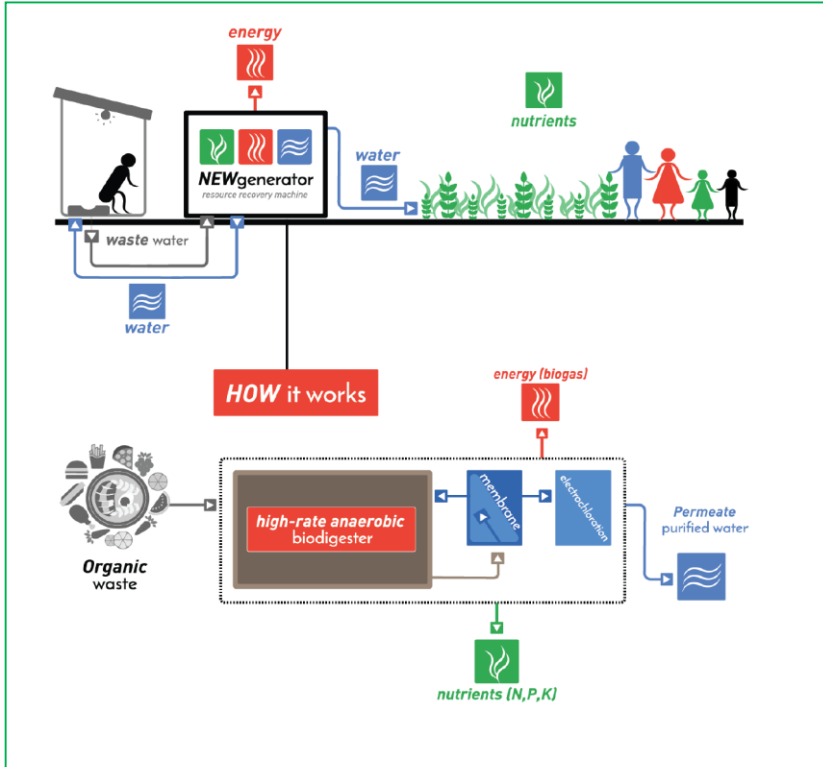 energy
nutrients
water
NEWgenerator
resource recovery machine
waste water
water
HOW it works
energy (biogas)
high-rate anaerobic
biodigester
membrane
electrochloration
Permeate
purified water
Organic
waste
nutrients (N,P,K)